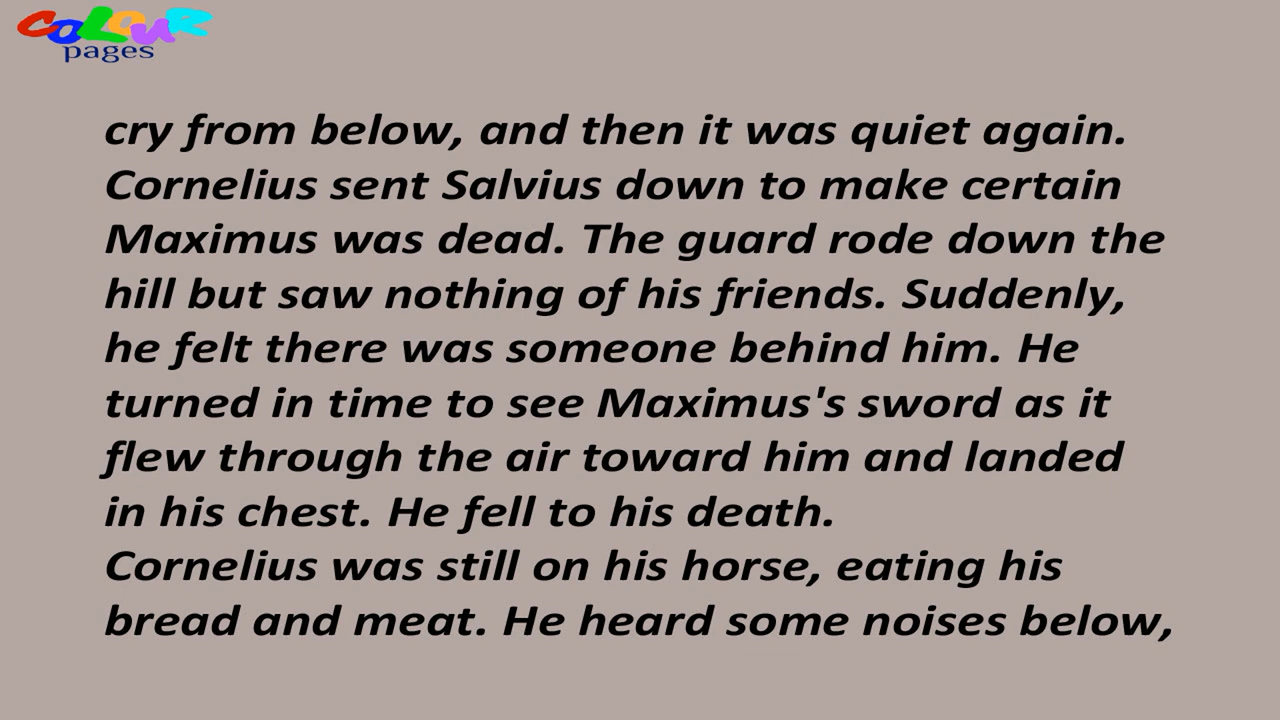 COLOUR
pages
cry from below, and then it was quiet again.
Cornelius sent Salvius down to make certain
Maximus was dead. The guard rode down the
hill but saw nothing of his friends. Suddenly,
he felt there was someone behind him. He
turned in time to see Maximus's sword as it
flew through the air toward him and landed
in his chest. He fell to his death.
Cornelius was still on his horse, eating his
bread and meat. He heard some noises below,